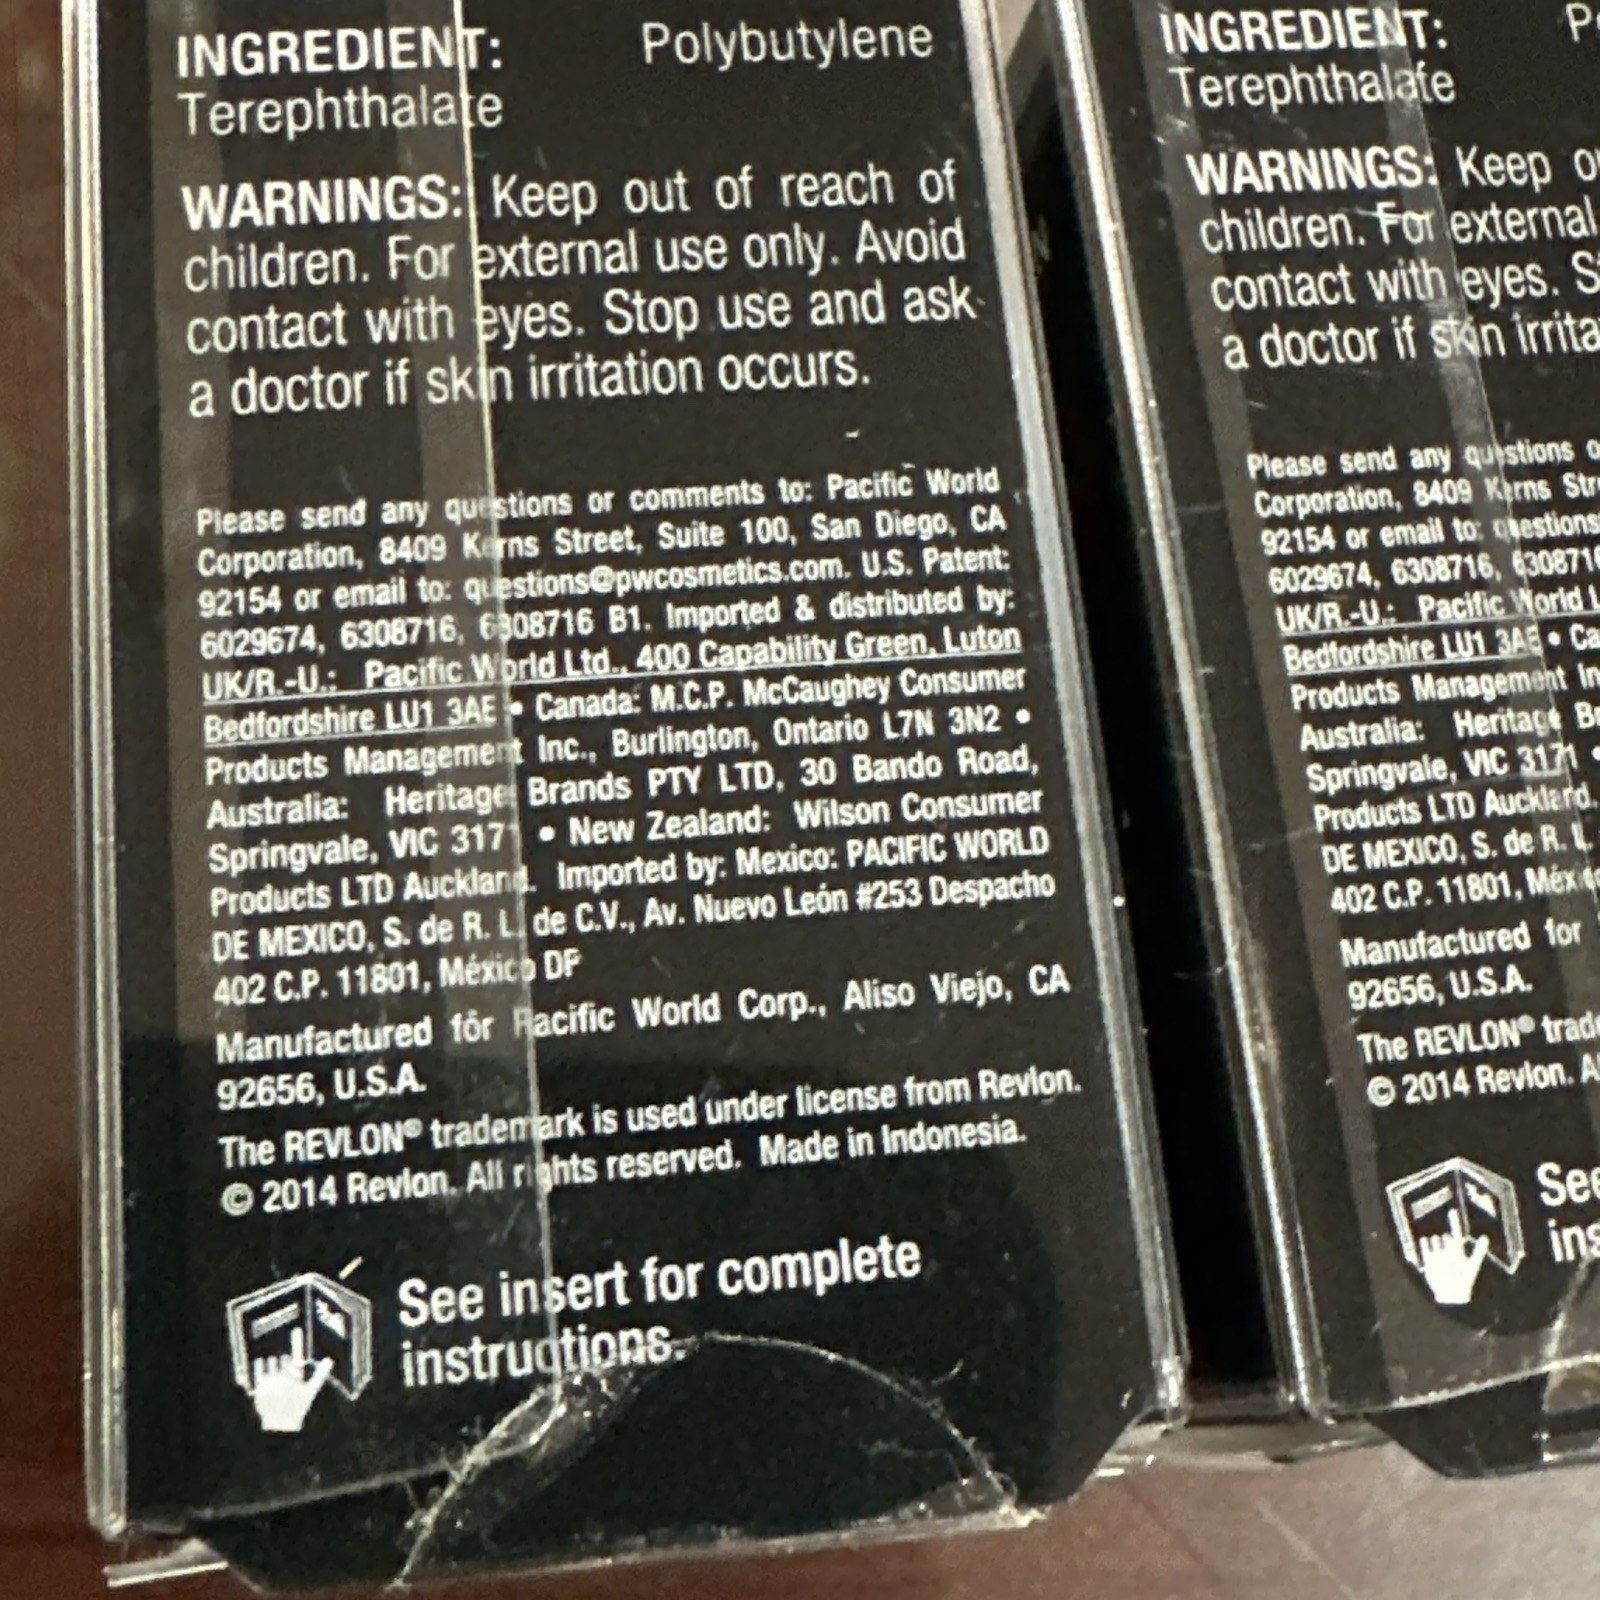 INGREDIENT: Polybutylene
Terephthalate
WARNINGS: Keep out of reach of
children. For external use only. Avoid
contact with eyes. Stop use and ask
a doctor if skin irritation occurs.
Please send any questions or comments to: Pacific World
Corporation, 8409 Kerns Street, Suite 100, San Diego, CA
92154 or email to: questions@pwcosmetics.com. U.S. Patent:
6029674, 6308716, 6308716 B1. Imported & distributed by:
UK/R.-U.: Pacific World Ltd., 400 Capability Green, Luton
Bedfordshire LU1 3AE • Canada: M.C.P. McCaughey Consumer
Products Management Inc., Burlington, Ontario L7N 3N2 •
Australia: Heritage Brands PTY LTD, 30 Bando Road,
Springvale, VIC 3171 • New Zealand: Wilson Consumer
Products LTD Auckland. Imported by: Mexico: PACIFIC WORLD
DE MEXICO, S. de R. L. de C.V., Av. Nuevo León #253 Despacho
402 C.P. 11801, México DF
Manufactured for Pacific World Corp., Aliso Viejo, CA
92656, U.S.A.
The REVLON® trademark is used under license from Revlon.
© 2014 Revlon. All rights reserved. Made in Indonesia.
See insert for complete
instructions.
INGREDIENT:
Terephthalate
WARNINGS: Keep
children. For external
contact with eyes.
a doctor if skin
Please send any questions
Corporation, 8409 Kerns
92154 or email to:
6029674, 6308716,
UK/R.-U.: Pacific World
Bedfordshire LU1 3AE •
Products Management
Australia: Heritage
Springvale, VIC 3171 •
Products LTD Auckland.
DE MEXICO, S. de R. L.
402 C.P. 11801,
Manufactured for
92656, U.S.A.
The REVLON®
© 2014 Revlon.
See